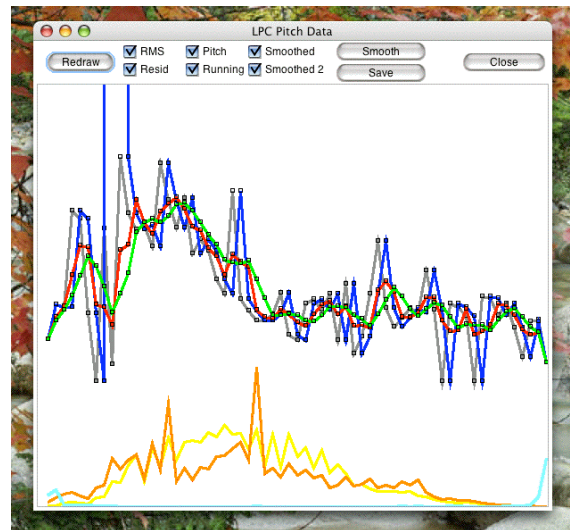 LPC Pitch Data
Redraw
RMS
Pitch
Smoothed
Smooth
Resid
Running
Smoothed 2
Save
Close